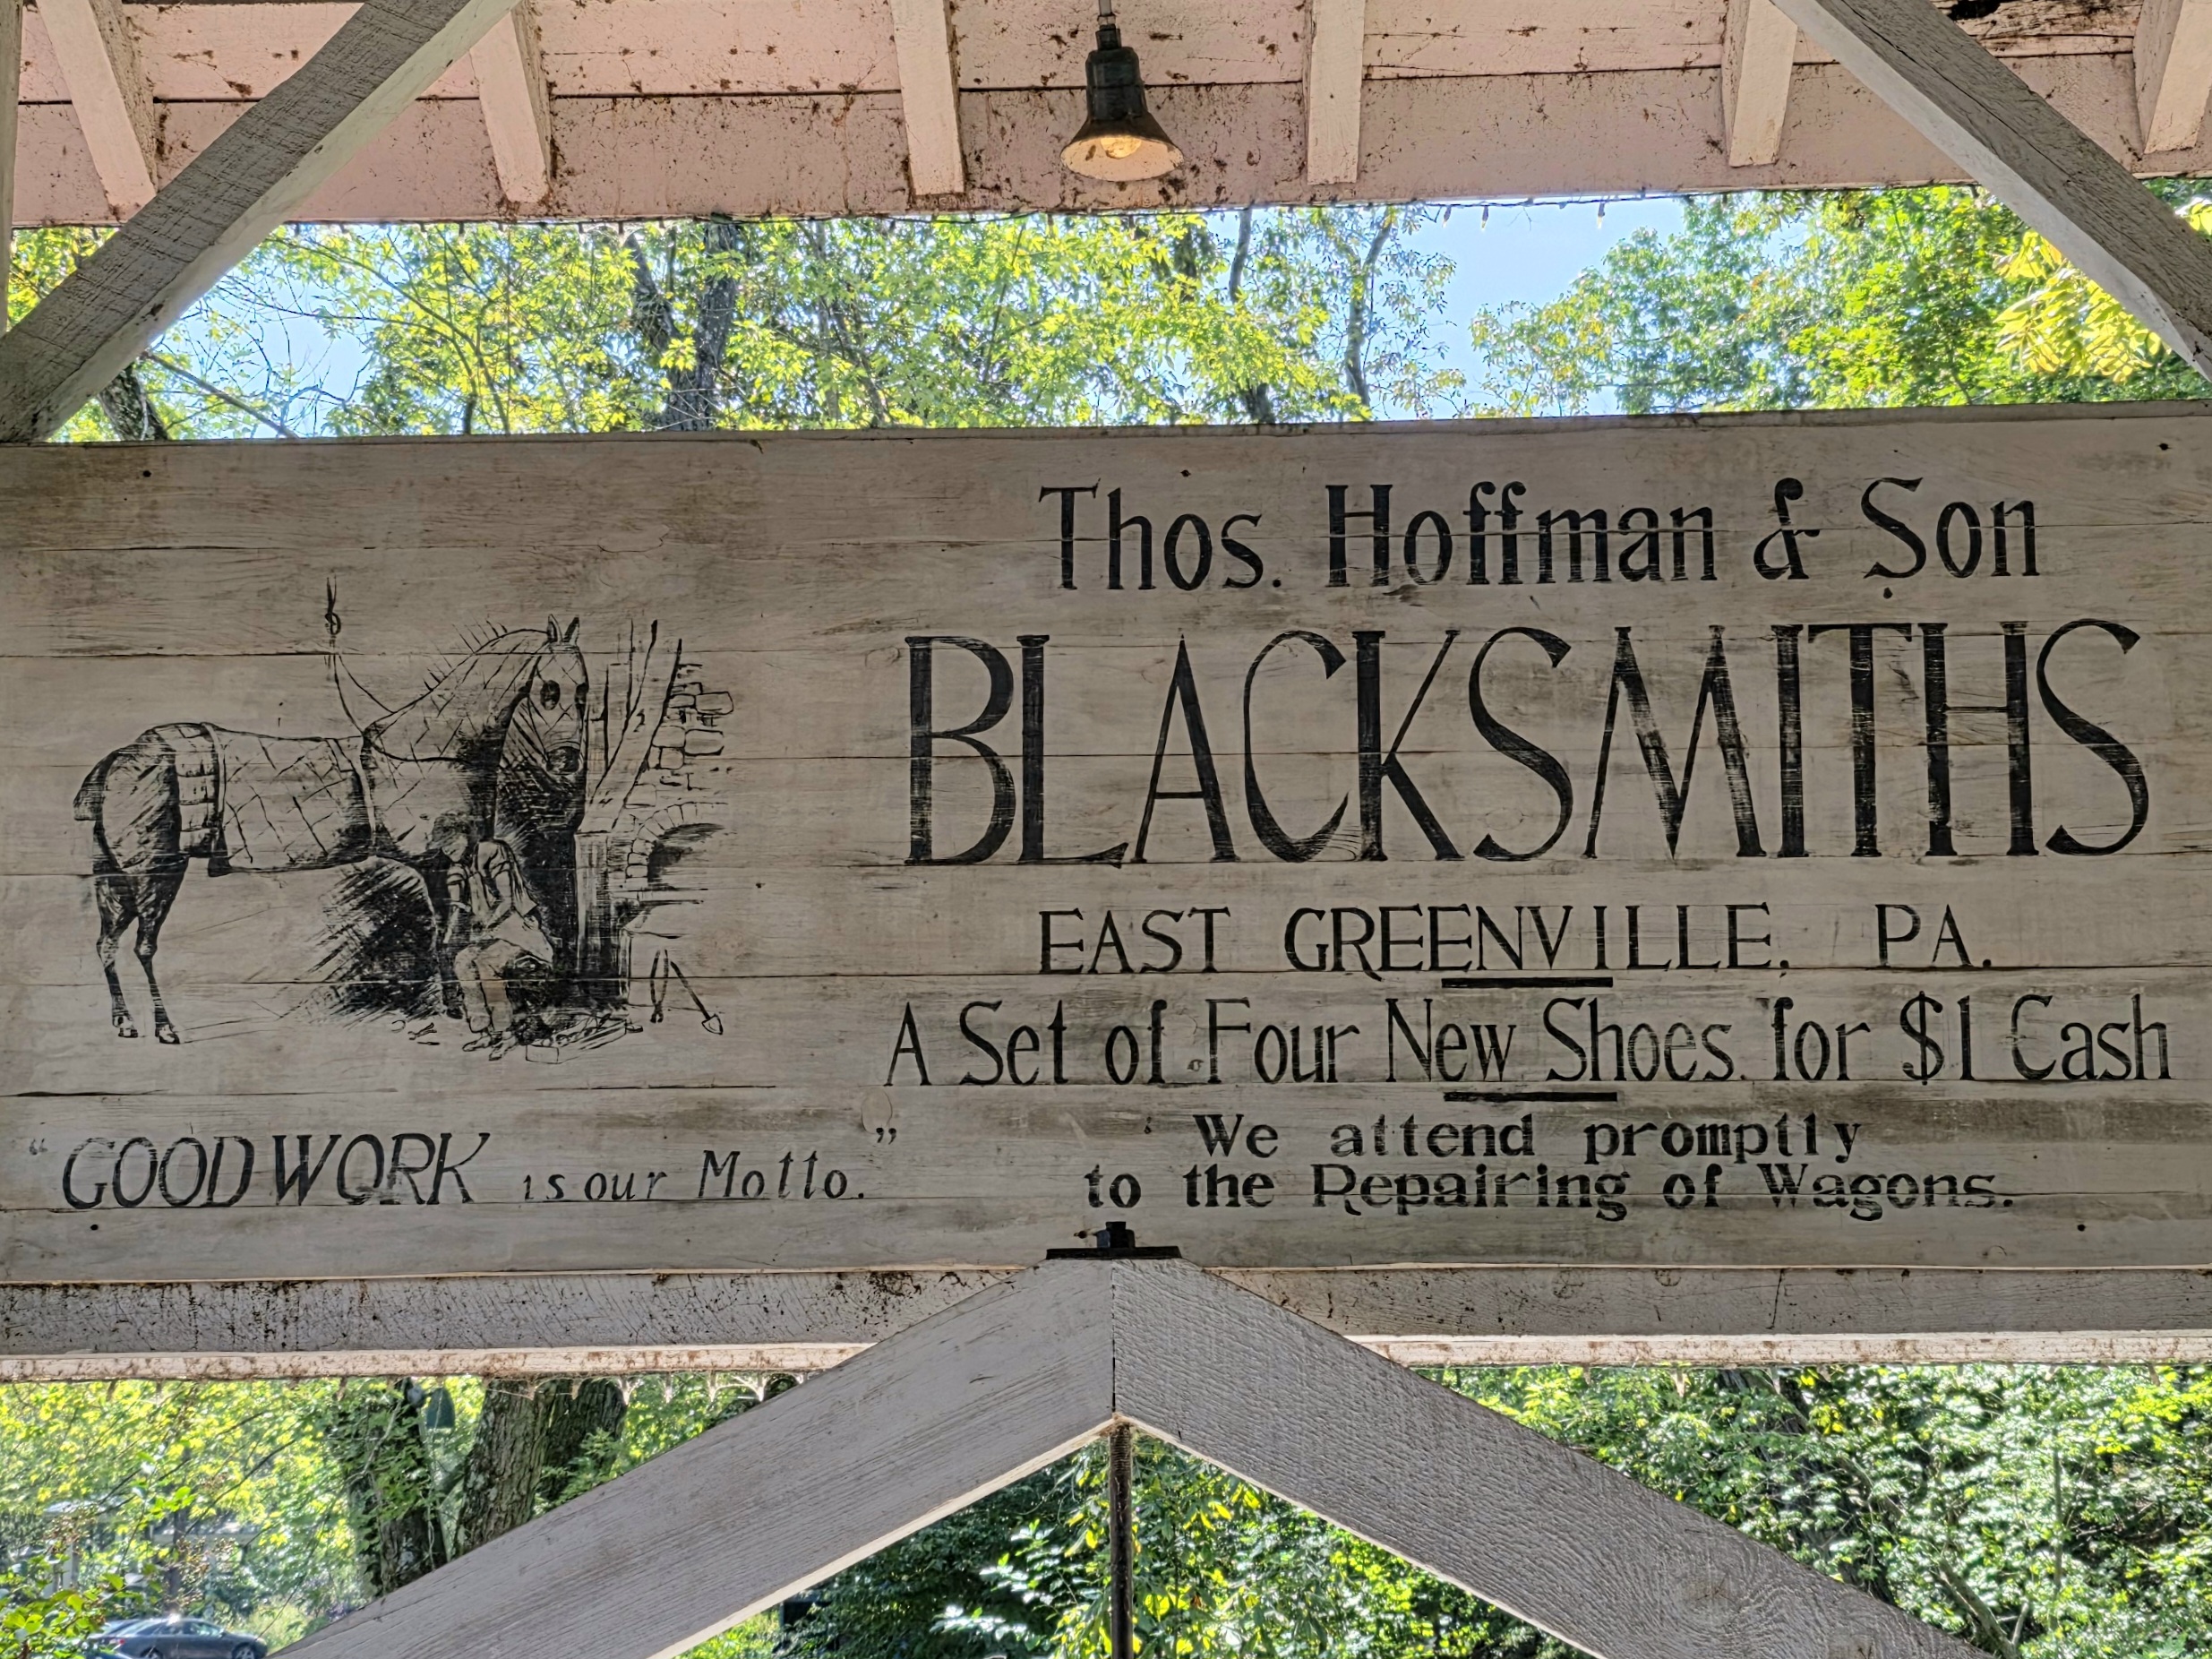 Thos. Hoffman & Son
BLACKSMITHS
EAST GREENVILLE, PA.
A Set of Four New Shoes for $1 Cash
We attend promptly
to the Repairing of Wagons.
"GOOD WORK is our Motto."